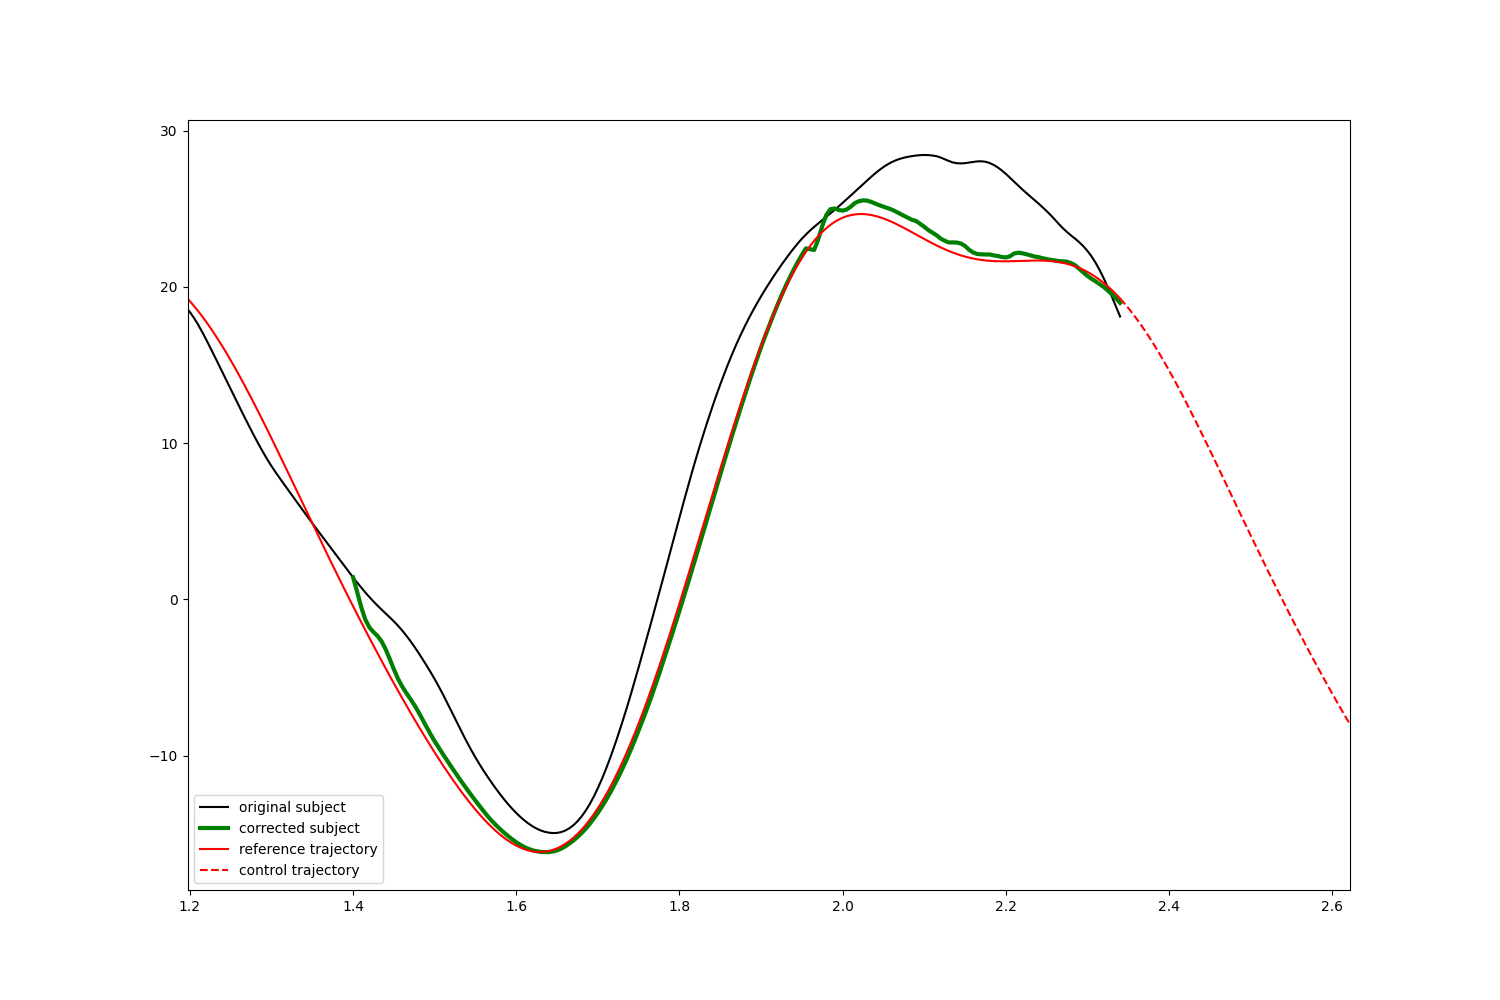 30
20
10
0
−10
original subject
corrected subject
reference trajectory
control trajectory
1.2 1.4 1.6 1.8 2.0 2.2 2.4 2.6